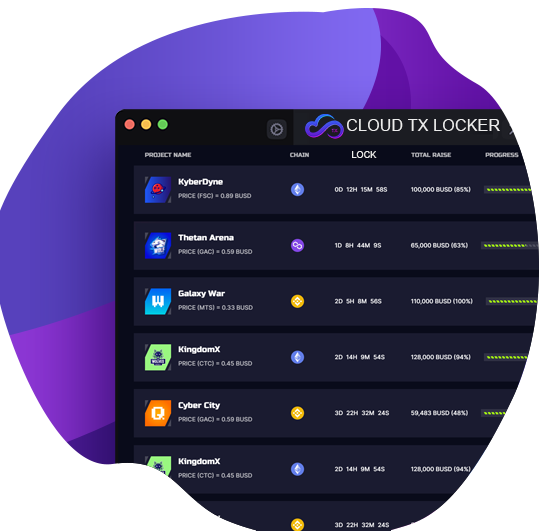 CLOUD TX LOCKER
PROJECT NAME CHAIN LOCK TOTAL RAISE PROGRESS
KyberDyne
PRICE (FSC) = 0.89 BUSD 0D 12H 15M 58S 100,000 BUSD (85%)
Thetan Arena
PRICE (GAC) = 0.59 BUSD 1D 8H 44M 9S 65,000 BUSD (63%)
Galaxy War
PRICE (MTS) = 0.33 BUSD 2D 5H 8M 56S 110,000 BUSD (100%)
KingdomX
PRICE (CTC) = 0.45 BUSD 2D 14H 9M 54S 128,000 BUSD (94%)
Cyber City
PRICE (GAC) = 0.59 BUSD 3D 22H 32M 24S 59,483 BUSD (48%)
KingdomX
PRICE (CTC) = 0.45 BUSD 2D 14H 9M 54S 128,000 BUSD (94%)
3D 22H 32M 24S